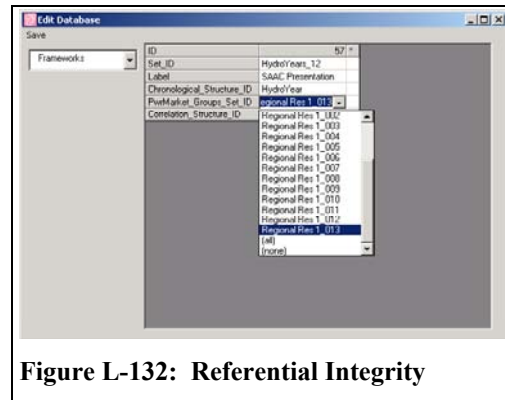 Edit Database
Save
Frameworks
ID 57 *
Set_ID HydroYears_12
Label SAAC Presentation
Chronological_Structure_ID HydroYear
PwrMarket_Groups_Set_ID egional Res 1_013
Correlation_Structure_ID
Regional Res 1_002
Regional Res 1_003
Regional Res 1_004
Regional Res 1_005
Regional Res 1_006
Regional Res 1_007
Regional Res 1_008
Regional Res 1_009
Regional Res 1_010
Regional Res 1_011
Regional Res 1_012
Regional Res 1_013
(all)
(none)
Figure L-132: Referential Integrity